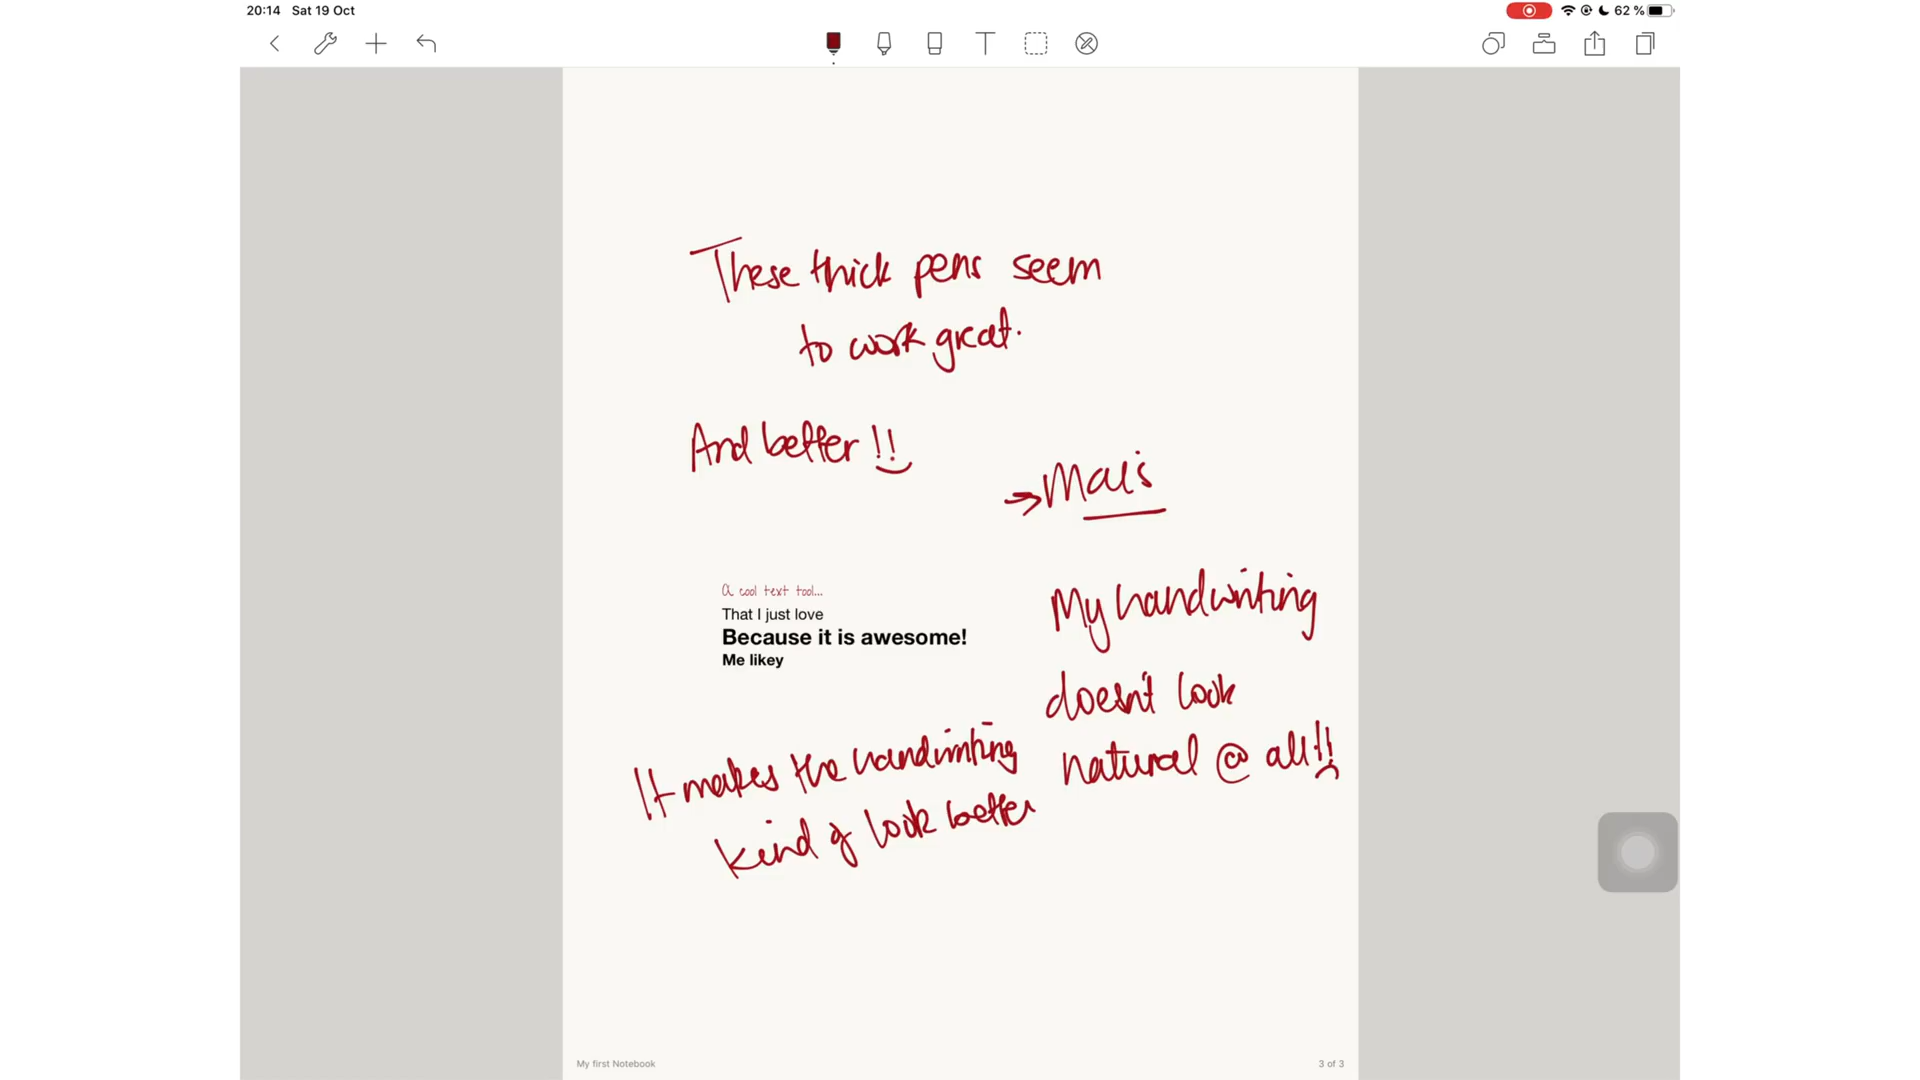 20:14 Sat 19 Oct
62 %
These thick pens seem
to work great.
And better !!
A cool text tool...
That I just love
Because it is awesome!
Me likey
My handwriting
doesn't look
natural @ all!!
It makes the handwriting
kind of look better
My first Notebook
3 of 3